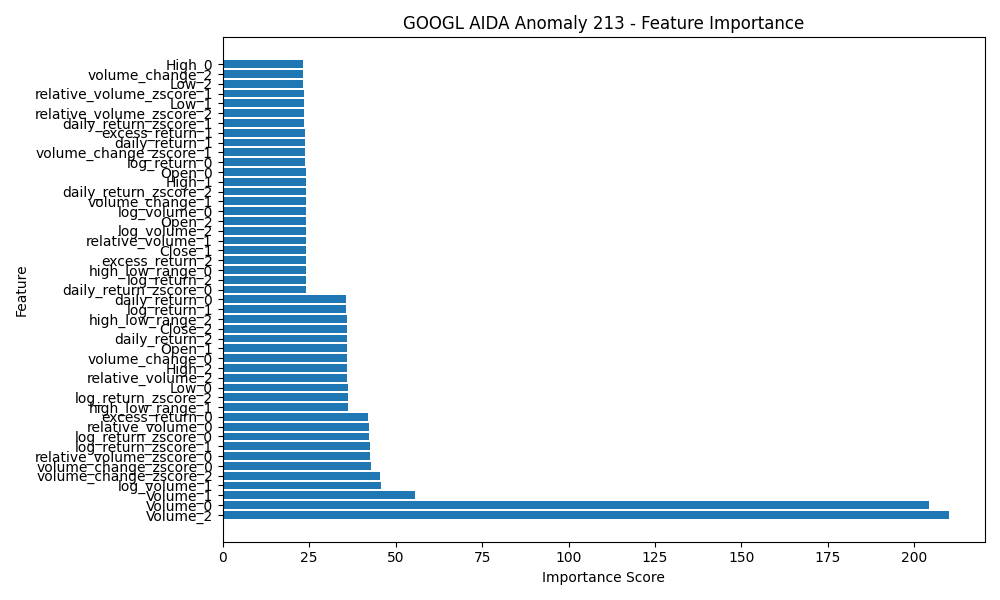 GOOGL AIDA Anomaly 213 - Feature Importance
High_0
volume_change_2
Low_2
relative_volume_zscore_1
Low_1
relative_volume_zscore_2
daily_return_zscore_1
excess_return_1
daily_return_1
volume_change_zscore_1
log_return_0
Open_0
High_1
daily_return_zscore_2
volume_change_1
log_volume_0
Open_2
log_volume_2
relative_volume_1
Close_1
excess_return_2
high_low_range_0
log_return_2
daily_return_zscore_0
daily_return_0
log_return_1
high_low_range_2
Close_2
daily_return_2
Open_1
volume_change_0
High_2
relative_volume_2
Low_0
log_return_zscore_2
high_low_range_1
excess_return_0
relative_volume_0
log_return_zscore_0
log_return_zscore_1
relative_volume_zscore_0
volume_change_zscore_0
volume_change_zscore_2
log_volume_1
Volume_1
Volume_0
Volume_2
Feature
0 25 50 75 100 125 150 175 200
Importance Score